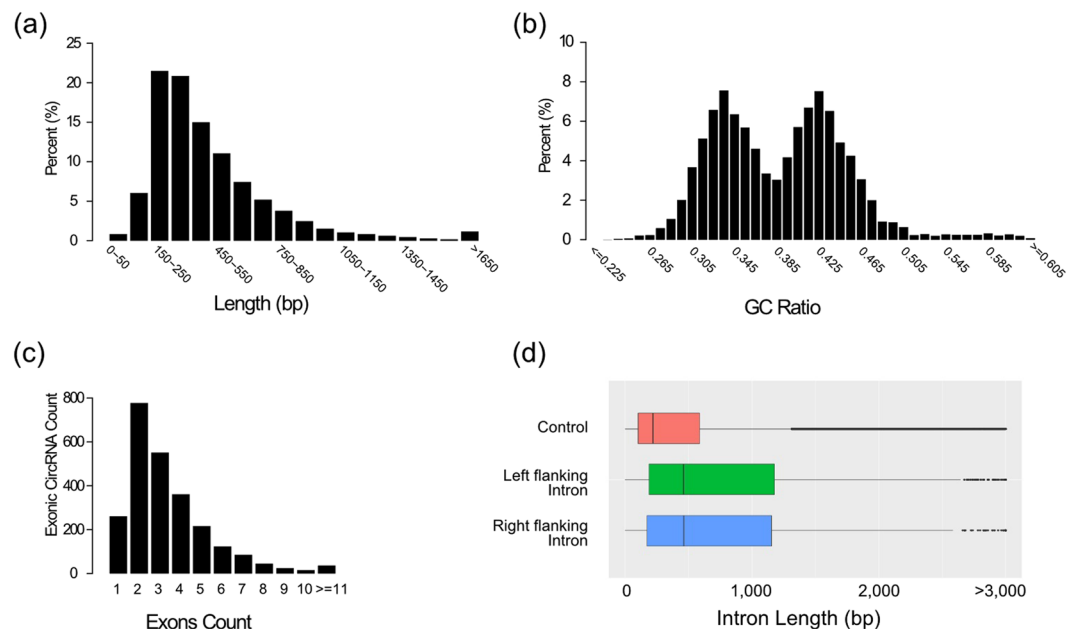 (a)
25
20
15
10
5
0
Percent (%)
0–50
150–250
450–550
750–850
1050–1150
1350–1450
>1650
Length (bp)
(b)
10
8
6
4
2
0
Percent (%)
<=0.225
0.265
0.305
0.345
0.385
0.425
0.465
0.505
0.545
0.585
>=0.605
GC Ratio
(c)
800
600
400
200
0
Exonic CircRNA Count
1 2 3 4 5 6 7 8 9 10 >=11
Exons Count
(d)
Control
Left flanking
Intron
Right flanking
Intron
0 1,000 2,000 >3,000
Intron Length (bp)